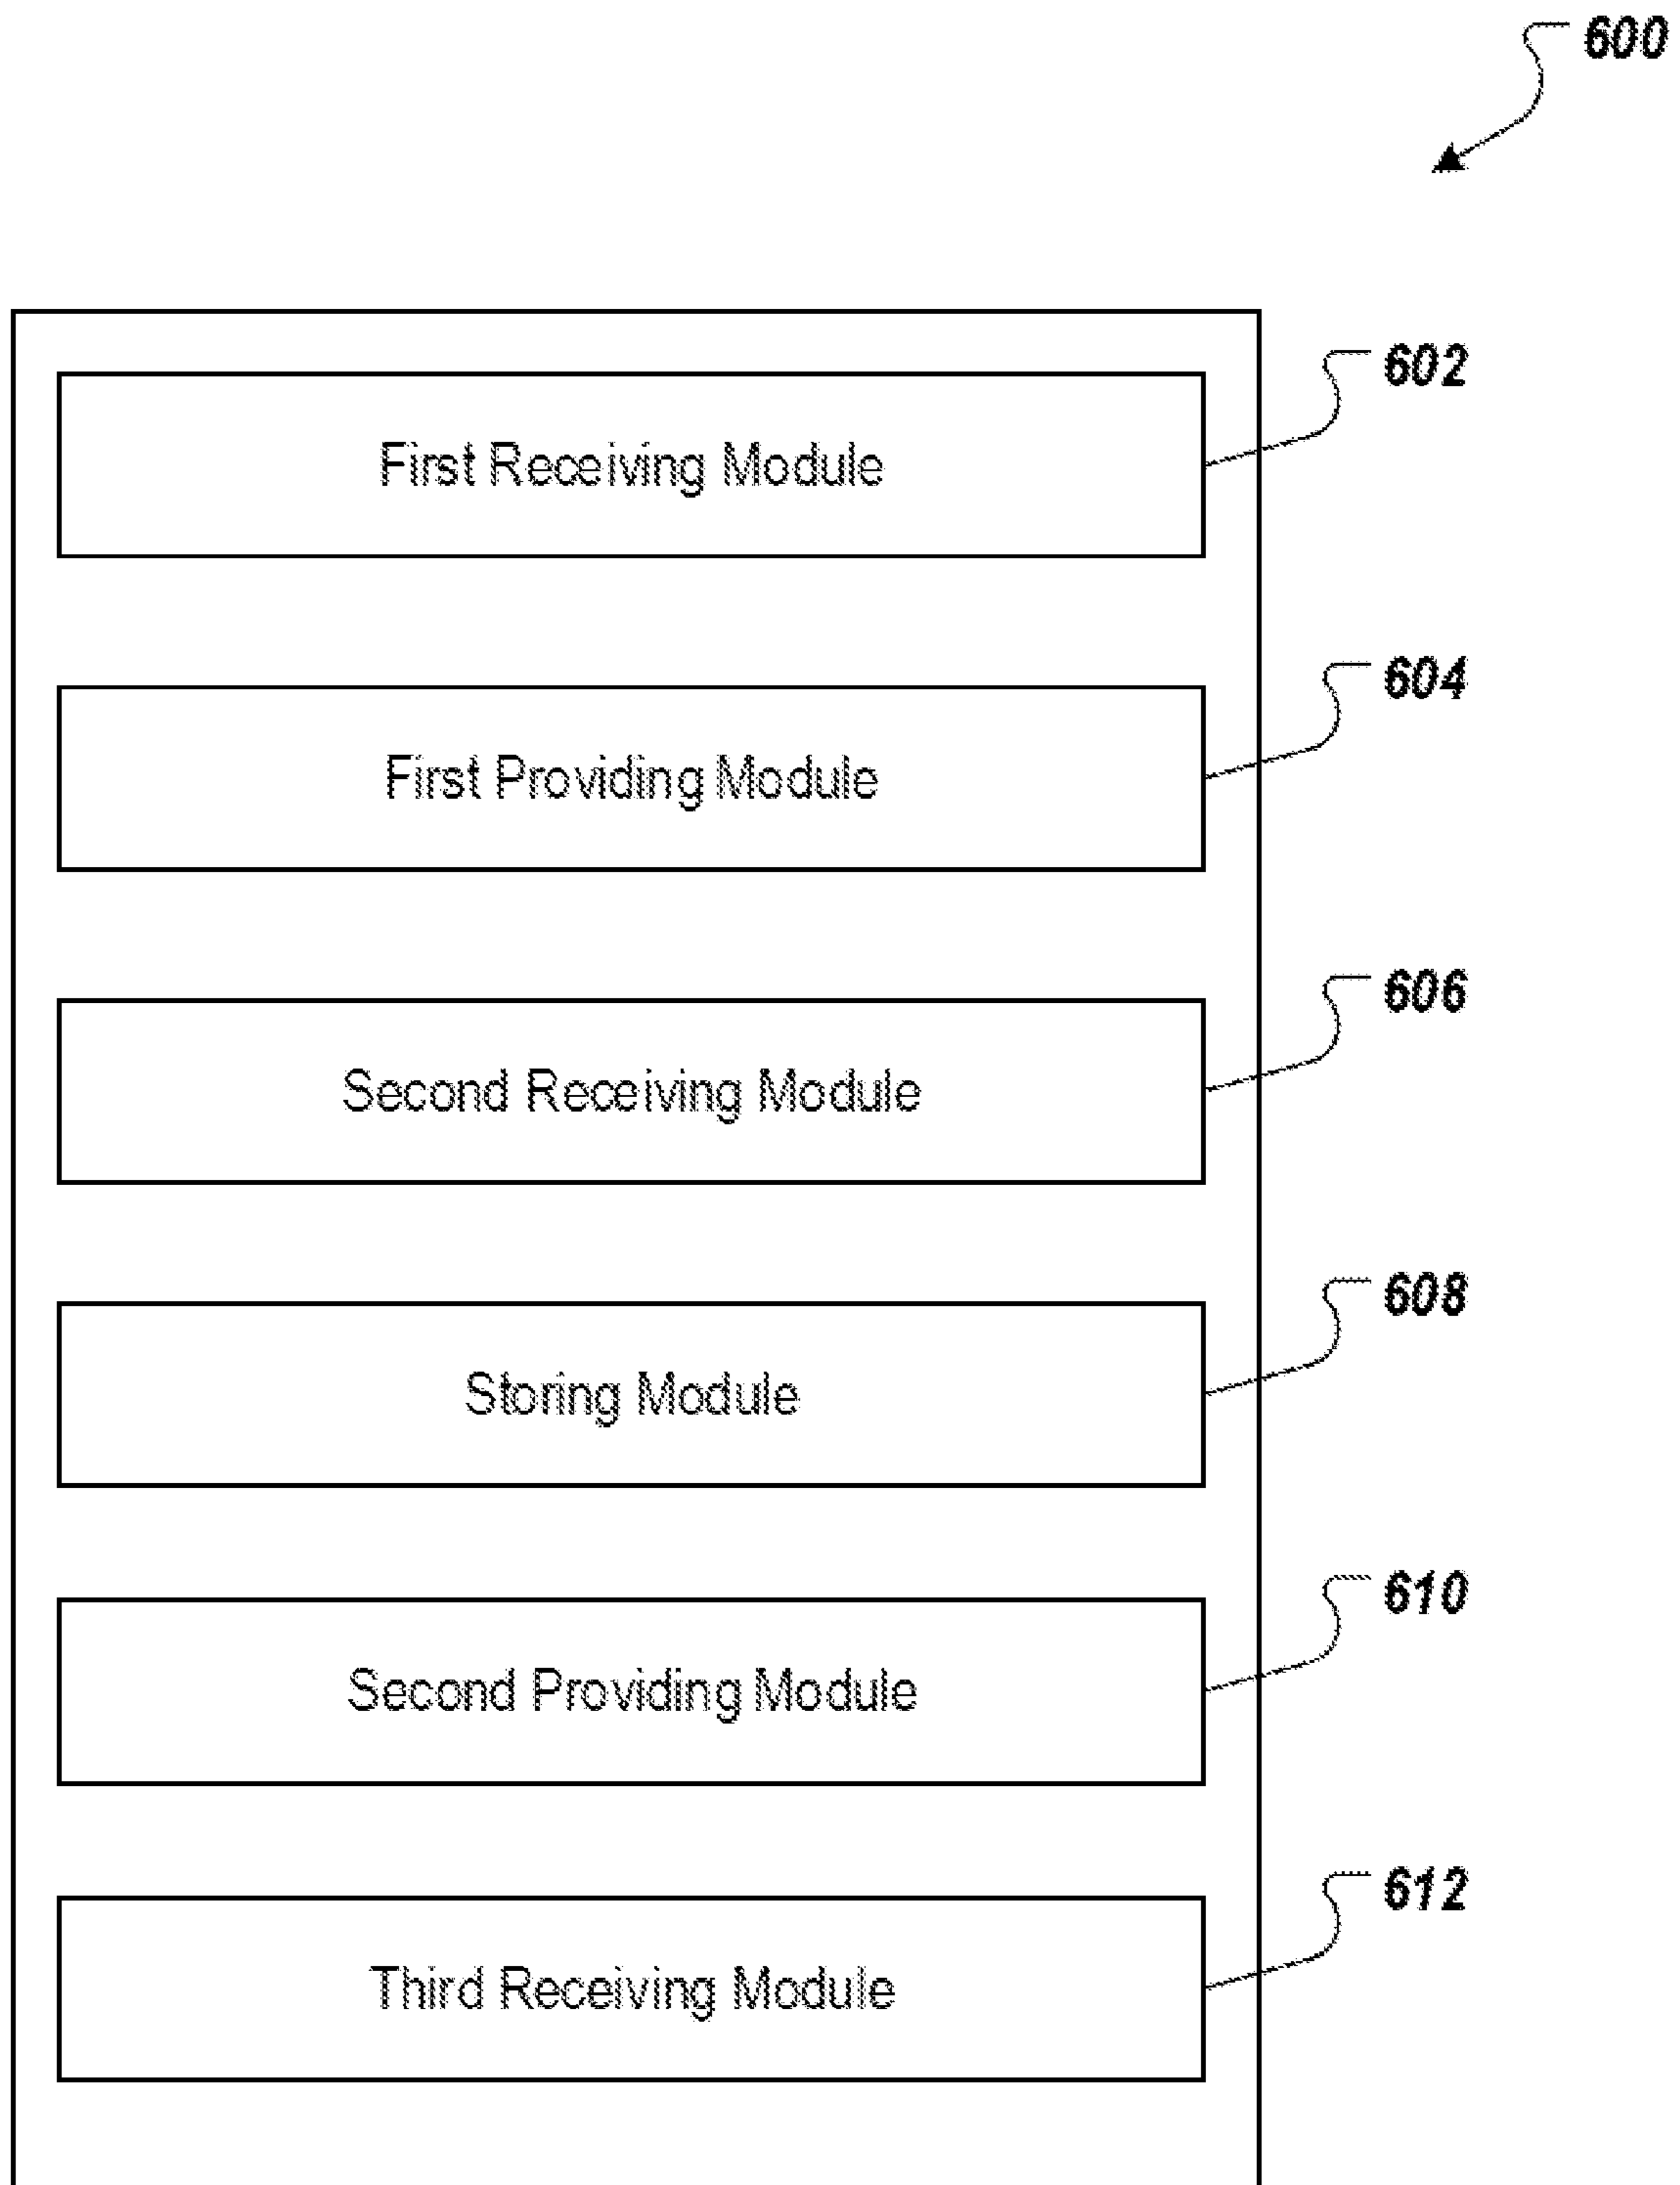 600
602
First Receiving Module
604
First Providing Module
606
Second Receiving Module
608
Storing Module
610
Second Providing Module
612
Third Receiving Module